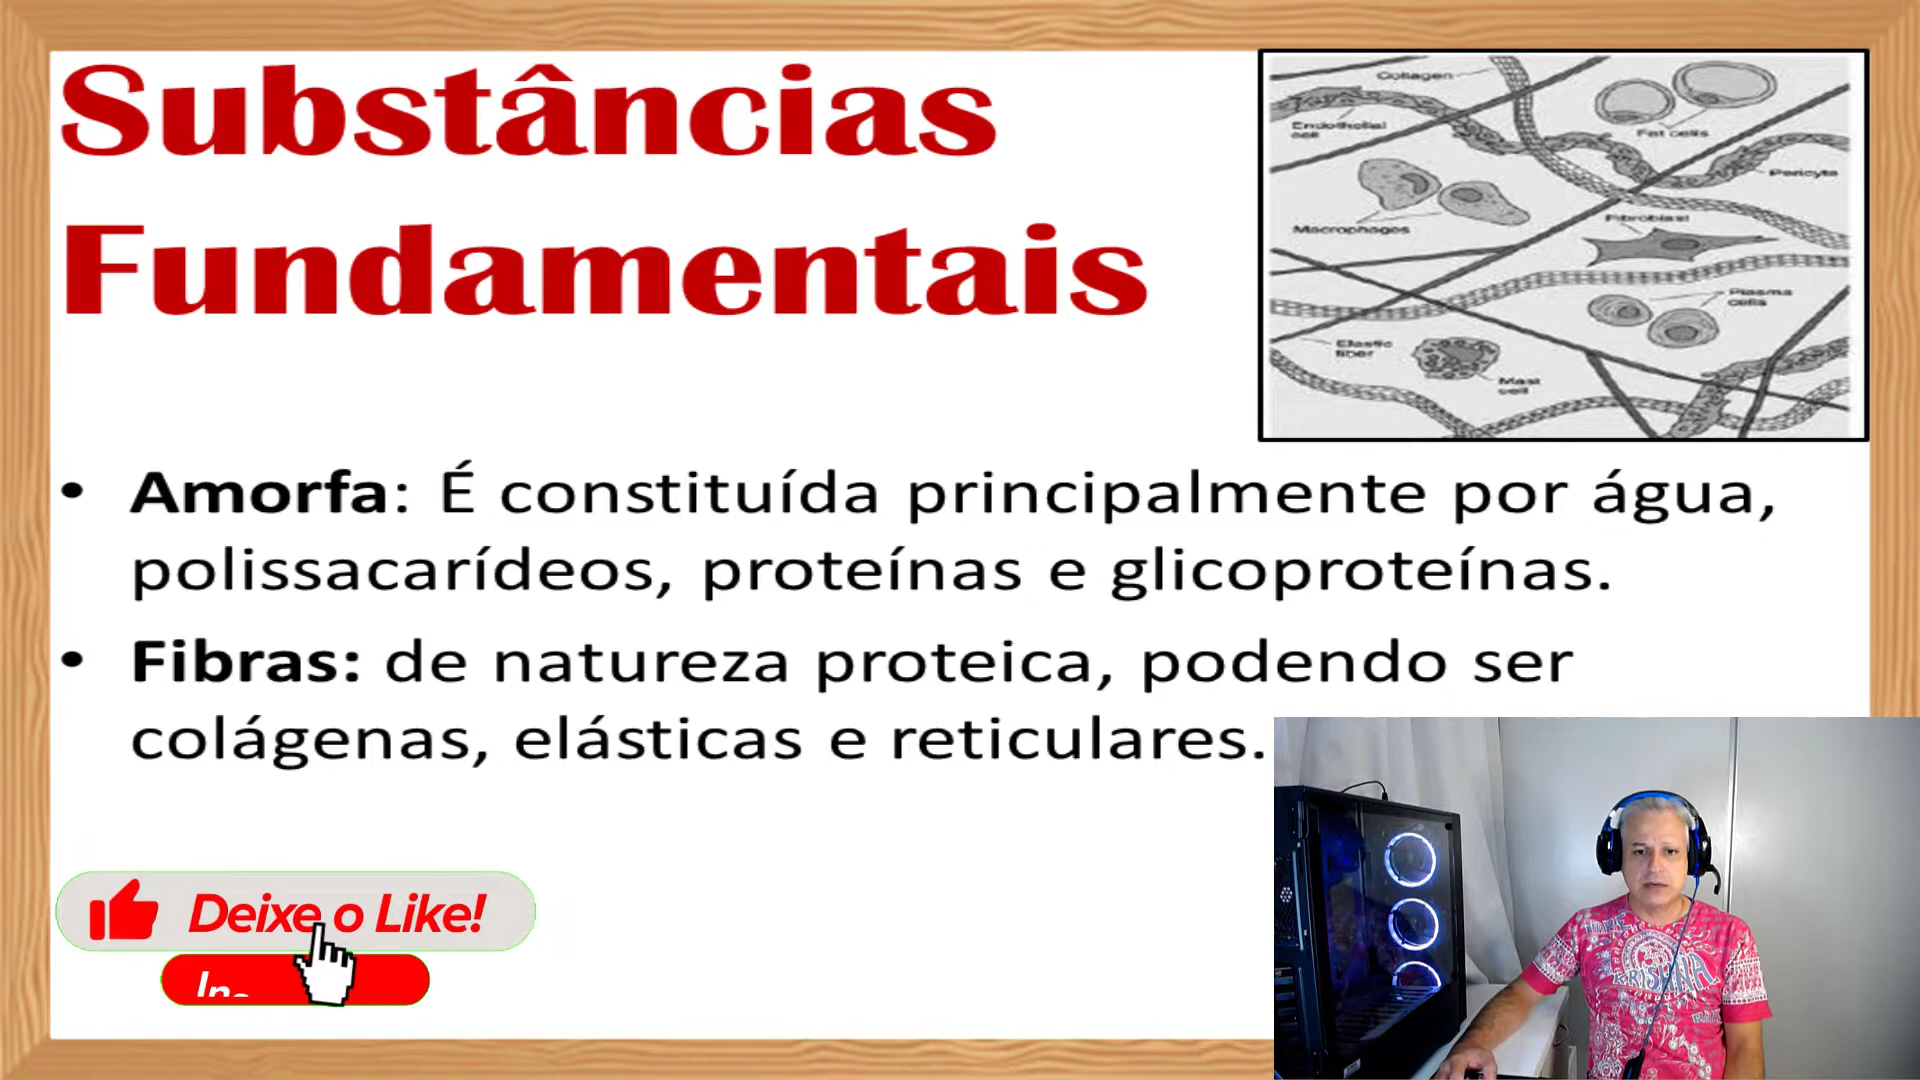 Substâncias
Fundamentais
Collagen
Endothelial
cell
Fat cells
Pericyte
Macrophages
Fibroblast
Plasma
cells
Elastic
fiber
Mast
cell
• Amorfa: É constituída principalmente por água,
polissacarídeos, proteínas e glicoproteínas.
• Fibras: de natureza proteica, podendo ser
colágenas, elásticas e reticulares.
Deixe o Like!
KRISHNA